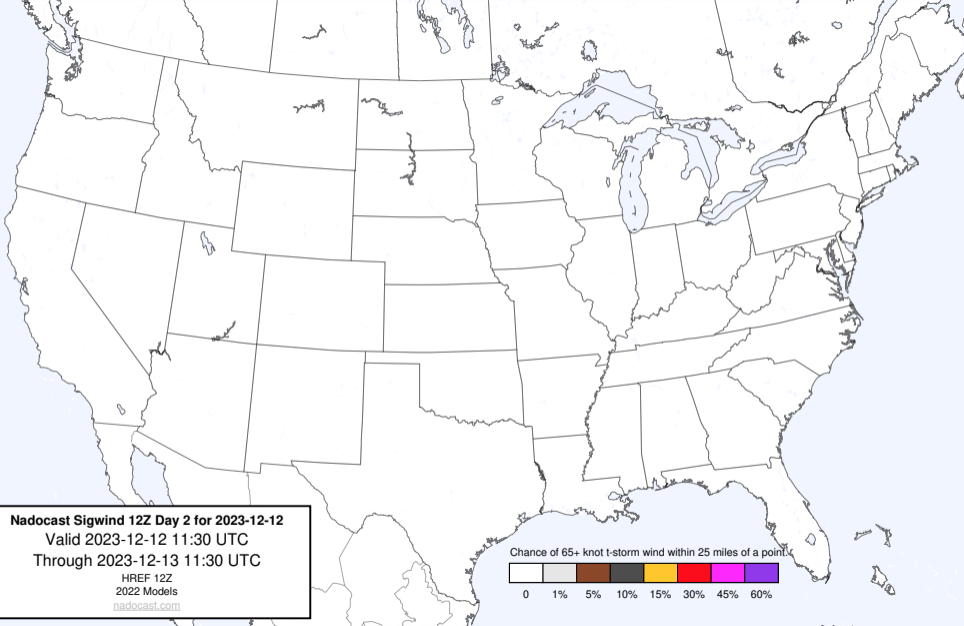 Nadocast Sigwind 12Z Day 2 for 2023-12-12
Valid 2023-12-12 11:30 UTC
Through 2023-12-13 11:30 UTC
HREF 12Z
2022 Models
nadocast.com
Chance of 65+ knot t-storm wind within 25 miles of a point.
0 1% 5% 10% 15% 30% 45% 60%